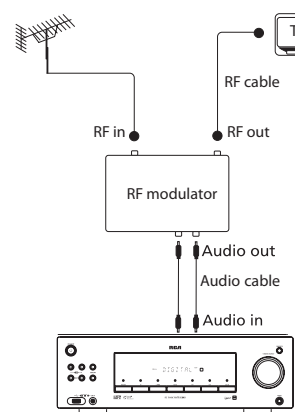 T
RF cable
RF in
RF out
RF modulator
Audio out
Audio cable
Audio in
RCA
DIGITAL